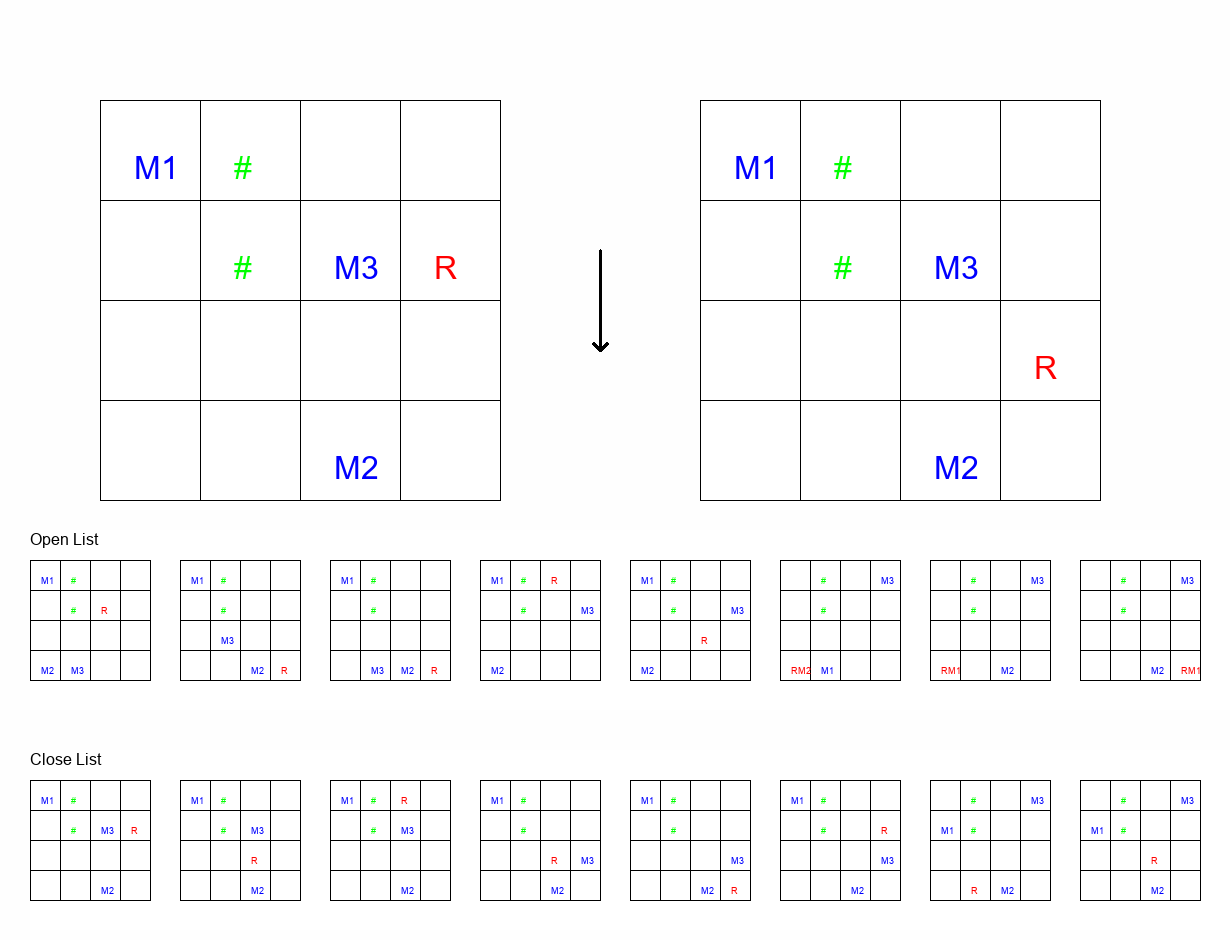 M1 # M1 #
# M3 R # M3
R
M2 M2
Open List
M1 # M1 # M1 # M1 # R M1 # # M3 # M3 # M3
# R # # # M3 # M3 # # #
M3 R
M2 M3 M2 R M3 M2 R M2 M2 RM2 M1 RM1 M2 M2 RM1
Close List
M1 # M1 # M1 # R M1 # M1 # M1 # # M3 # M3
# M3 R # M3 # M3 # # # R M1 # M1 #
R R M3 M3 M3 R
M2 M2 M2 M2 M2 R M2 R M2 M2